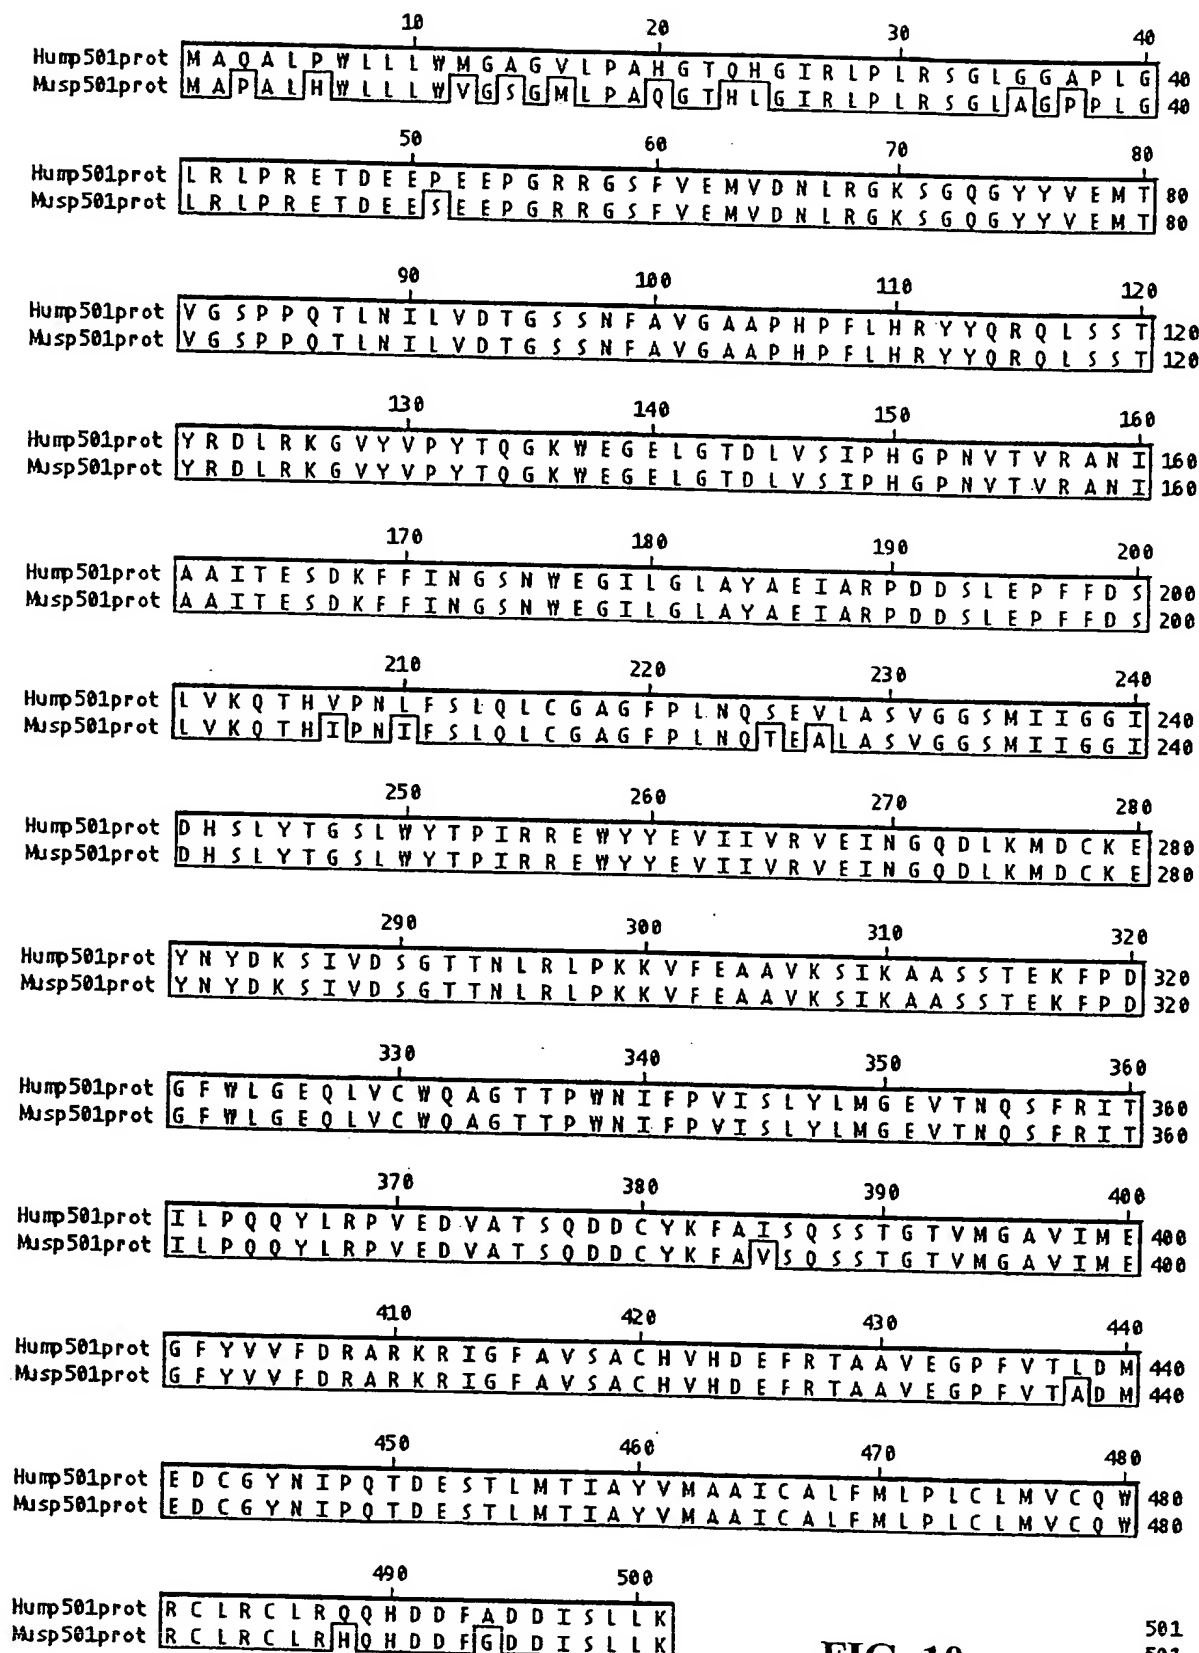 10 20 30 40
Hump501prot M A Q A L P W L L L W M G A G V L P A H G T Q H G I R L P L R S G L G G A P L G 40
Musp501prot M A P A L H W L L L W V G S G M L P A Q G T H L G I R L P L R S G L A G P P L G 40
50 60 70 80
Hump501prot L R L P R E T D E E P E E P G R R G S F V E M V D N L R G K S G Q G Y Y V E M T 80
Musp501prot L R L P R E T D E E S E E P G R R G S F V E M V D N L R G K S G Q G Y Y V E M T 80
90 100 110 120
Hump501prot V G S P P Q T L N I L V D T G S S N F A V G A A P H P F L H R Y Y Q R Q L S S T 120
Musp501prot V G S P P Q T L N I L V D T G S S N F A V G A A P H P F L H R Y Y Q R Q L S S T 120
130 140 150 160
Hump501prot Y R D L R K G V Y V P Y T Q G K W E G E L G T D L V S I P H G P N V T V R A N I 160
Musp501prot Y R D L R K G V Y V P Y T Q G K W E G E L G T D L V S I P H G P N V T V R A N I 160
170 180 190 200
Hump501prot A A I T E S D K F F I N G S N W E G I L G L A Y A E I A R P D D S L E P F F D S 200
Musp501prot A A I T E S D K F F I N G S N W E G I L G L A Y A E I A R P D D S L E P F F D S 200
210 220 230 240
Hump501prot L V K Q T H V P N L F S L Q L C G A G F P L N Q S E V L A S V G G S M I I G G I 240
Musp501prot L V K Q T H I P N I F S L Q L C G A G F P L N Q T E A L A S V G G S M I I G G I 240
250 260 270 280
Hump501prot D H S L Y T G S L W Y T P I R R E W Y Y E V I I V R V E I N G Q D L K M D C K E 280
Musp501prot D H S L Y T G S L W Y T P I R R E W Y Y E V I I V R V E I N G Q D L K M D C K E 280
290 300 310 320
Hump501prot Y N Y D K S I V D S G T T N L R L P K K V F E A A V K S I K A A S S T E K F P D 320
Musp501prot Y N Y D K S I V D S G T T N L R L P K K V F E A A V K S I K A A S S T E K F P D 320
330 340 350 360
Hump501prot G F W L G E Q L V C W Q A G T T P W N I F P V I S L Y L M G E V T N Q S F R I T 360
Musp501prot G F W L G E Q L V C W Q A G T T P W N I F P V I S L Y L M G E V T N Q S F R I T 360
370 380 390 400
Hump501prot I L P Q Q Y L R P V E D V A T S Q D D C Y K F A I S Q S S T G T V M G A V I M E 400
Musp501prot I L P Q Q Y L R P V E D V A T S Q D D C Y K F A V S Q S S T G T V M G A V I M E 400
410 420 430 440
Hump501prot G F Y V V F D R A R K R I G F A V S A C H V H D E F R T A A V E G P F V T L D M 440
Musp501prot G F Y V V F D R A R K R I G F A V S A C H V H D E F R T A A V E G P F V T A D M 440
450 460 470 480
Hump501prot E D C G Y N I P Q T D E S T L M T I A Y V M A A I C A L F M L P L C L M V C Q W 480
Musp501prot E D C G Y N I P Q T D E S T L M T I A Y V M A A I C A L F M L P L C L M V C Q W 480
490 500
Hump501prot R C L R C L R Q Q H D D F A D D I S L L K 501
Musp501prot R C L R C L R H Q H D D F G D D I S L L K